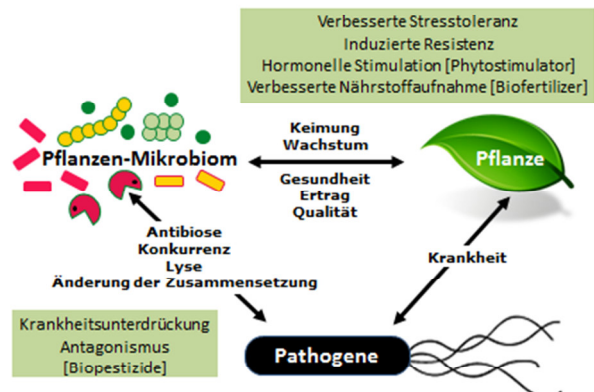 Verbesserte Stresstoleranz
Induzierte Resistenz
Hormonelle Stimulation [Phytostimulator]
Verbesserte Nährstoffaufnahme [Biofertilizer]
Pflanzen-Mikrobiom
Keimung
Wachstum
Gesundheit
Ertrag
Qualität
Pflanze
Antibiose
Konkurrenz
Lyse
Änderung der Zusammensetzung
Krankheit
Krankheitsunterdrückung
Antagonismus
[Biopestizide]
Pathogene